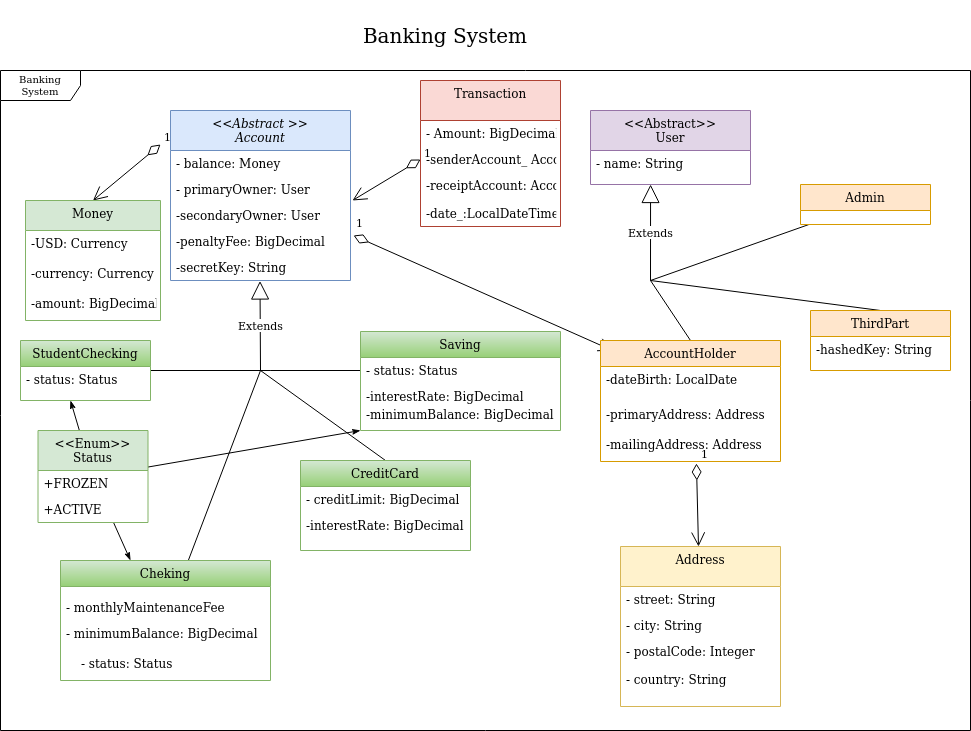 Banking System
Banking
System
<<Abstract >>
Account
- balance: Money
- primaryOwner: User
-secondaryOwner: User
-penaltyFee: BigDecimal
-secretKey: String
Transaction
- Amount: BigDecima
-senderAccount_ Acc
-receiptAccount: Acc
-date_:LocalDateTime
<<Abstract>>
User
- name: String
1
1
1
Money
-USD: Currency
-currency: Currency
-amount: BigDecimal
Admin
Extends
Extends
ThirdPart
-hashedKey: String
StudentChecking
- status: Status
Saving
- status: Status
-interestRate: BigDecimal
-minimumBalance: BigDecimal
AccountHolder
-dateBirth: LocalDate
-primaryAddress: Address
-mailingAddress: Address
1
<<Enum>>
Status
+FROZEN
+ACTIVE
CreditCard
- creditLimit: BigDecimal
-interestRate: BigDecimal
Cheking
- monthlyMaintenanceFee
- minimumBalance: BigDecimal
- status: Status
Address
- street: String
- city: String
- postalCode: Integer
- country: String